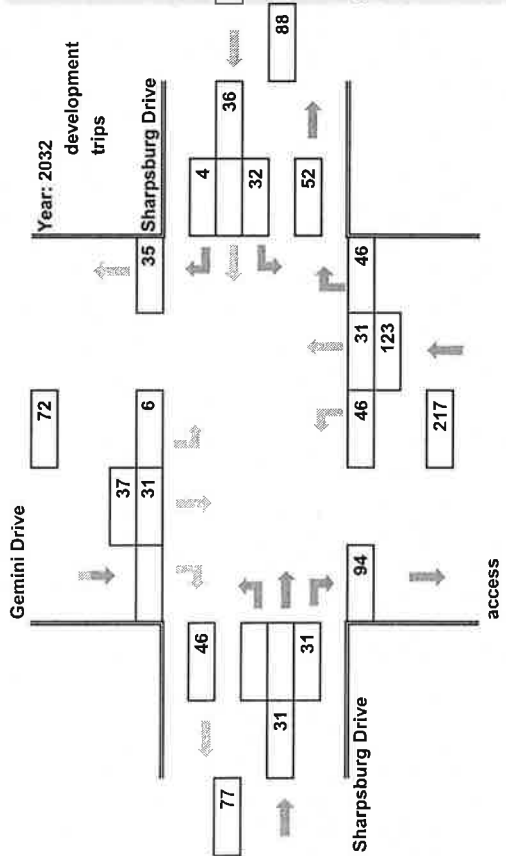 Gemini Drive
72
Year: 2032
development
trips
37
31
6
35
Sharpsburg Drive
46
4
36
88
77
32
31
31
52
94
46
31
46
123
217
Sharpsburg Drive
access